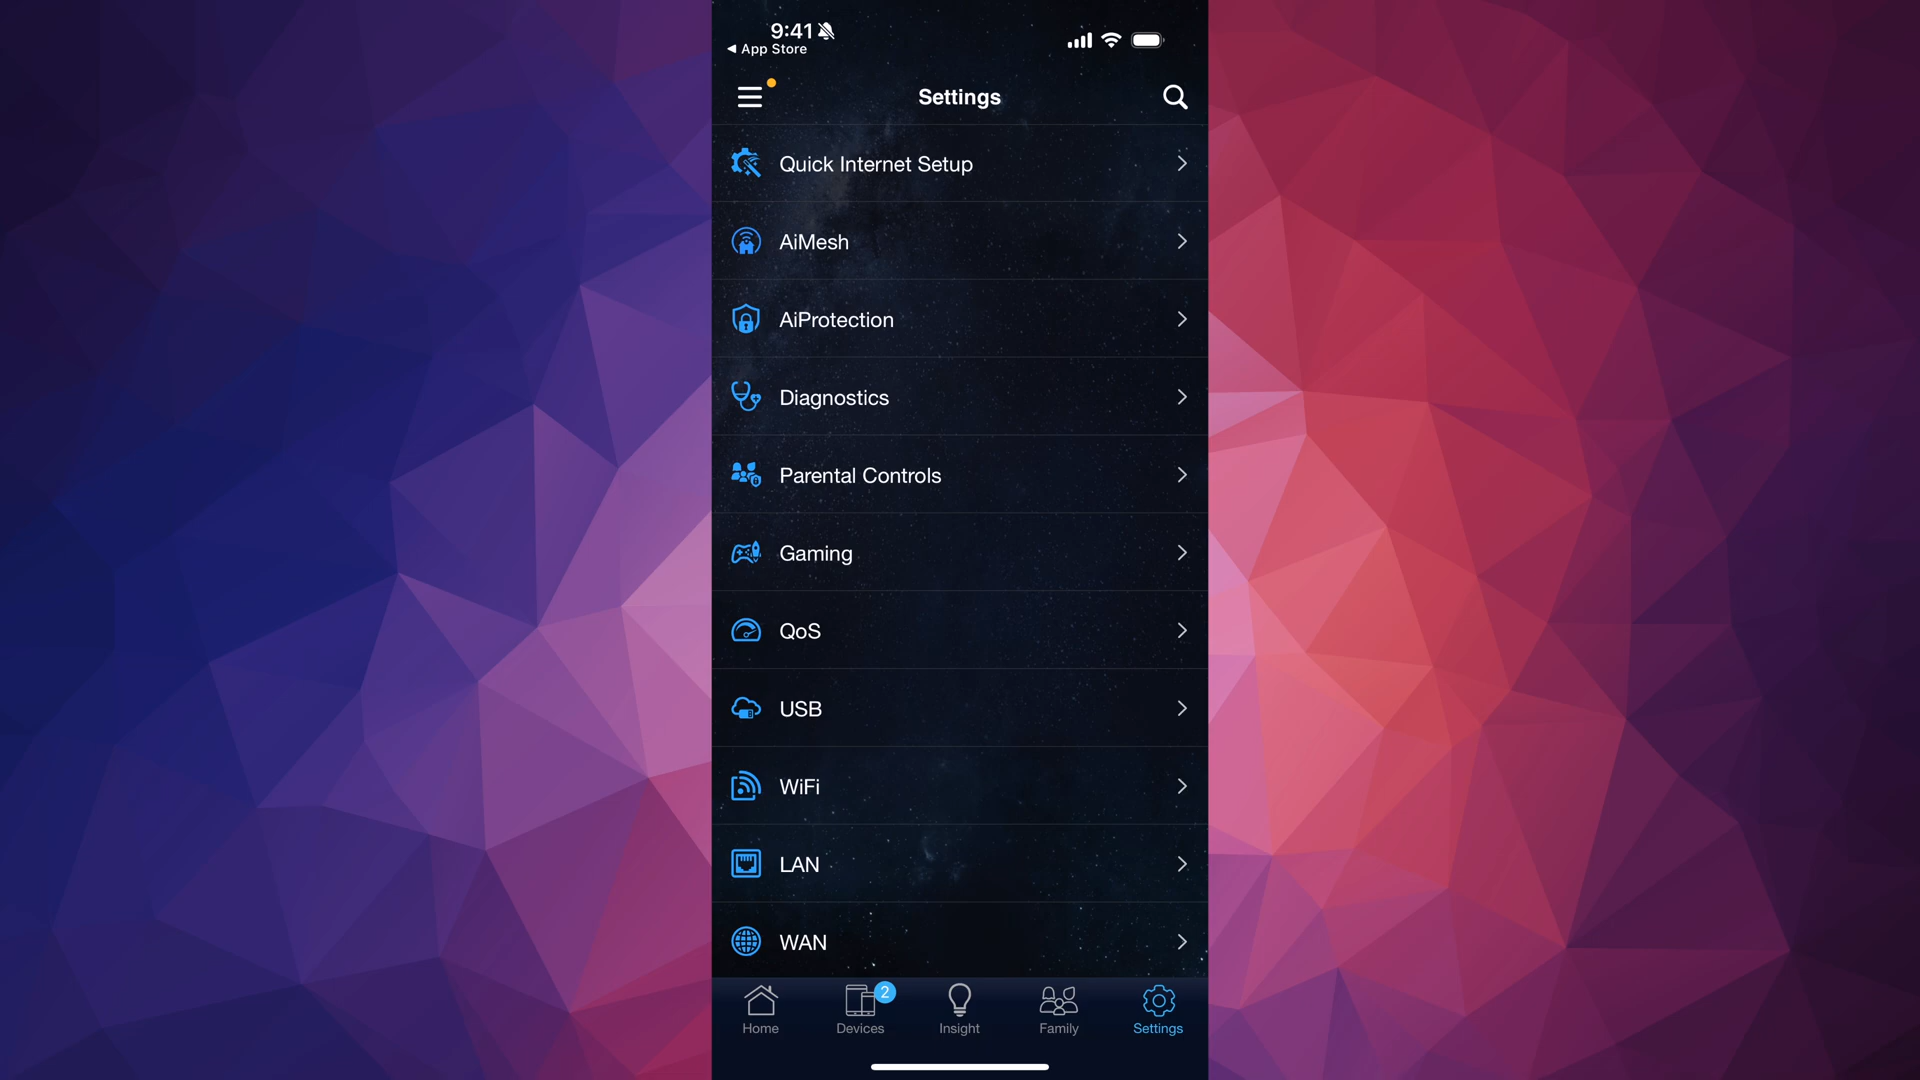 9:41
◀ App Store
Settings
Quick Internet Setup
AiMesh
AiProtection
Diagnostics
Parental Controls
Gaming
QoS
USB
WiFi
LAN
WAN
2
Home
Devices
Insight
Family
Settings